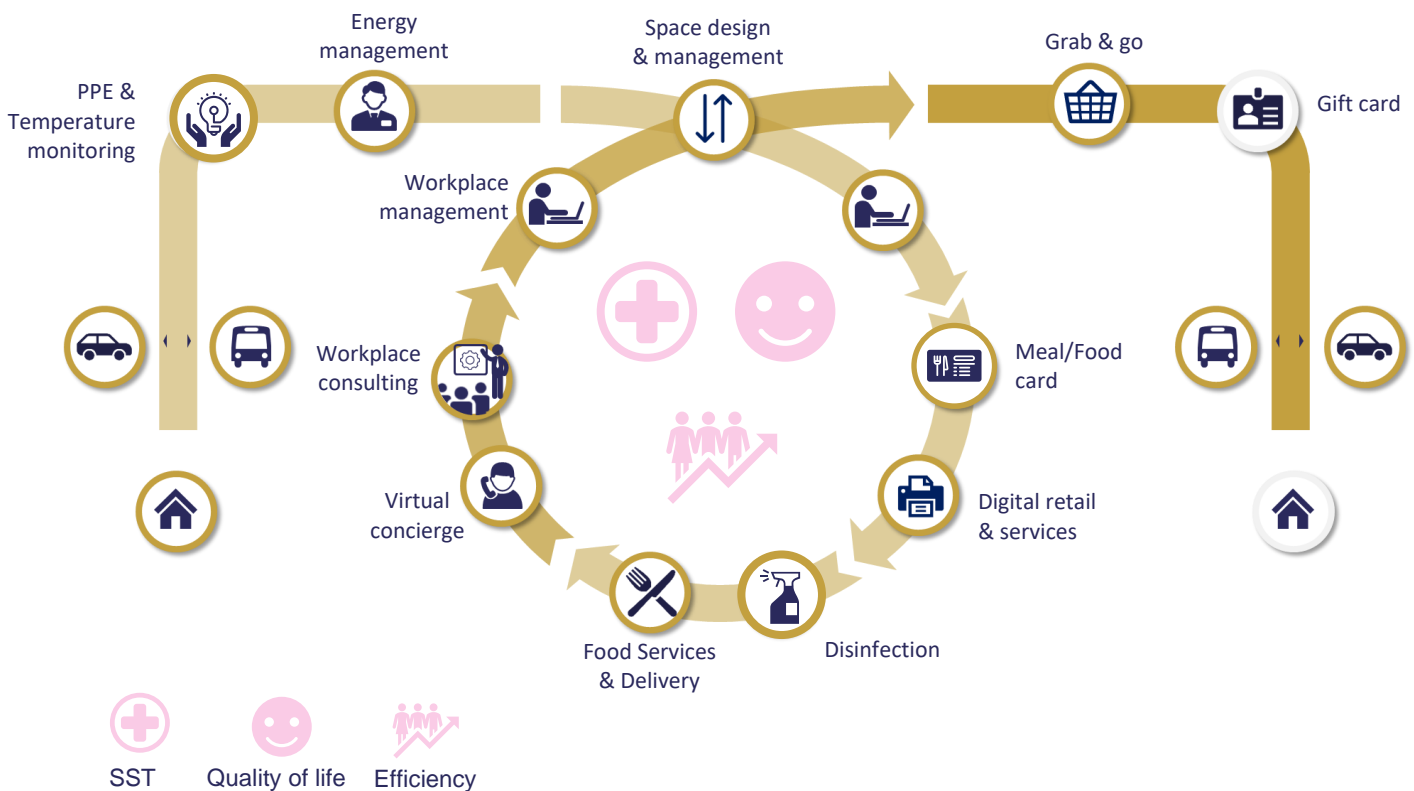 Energy
management
Space design
& management
Grab & go
PPE &
Temperature
monitoring
Gift card
Workplace
management
Workplace
consulting
Meal/Food
card
Virtual
concierge
Digital retail
& services
Food Services
& Delivery
Disinfection
SST
Quality of life
Efficiency